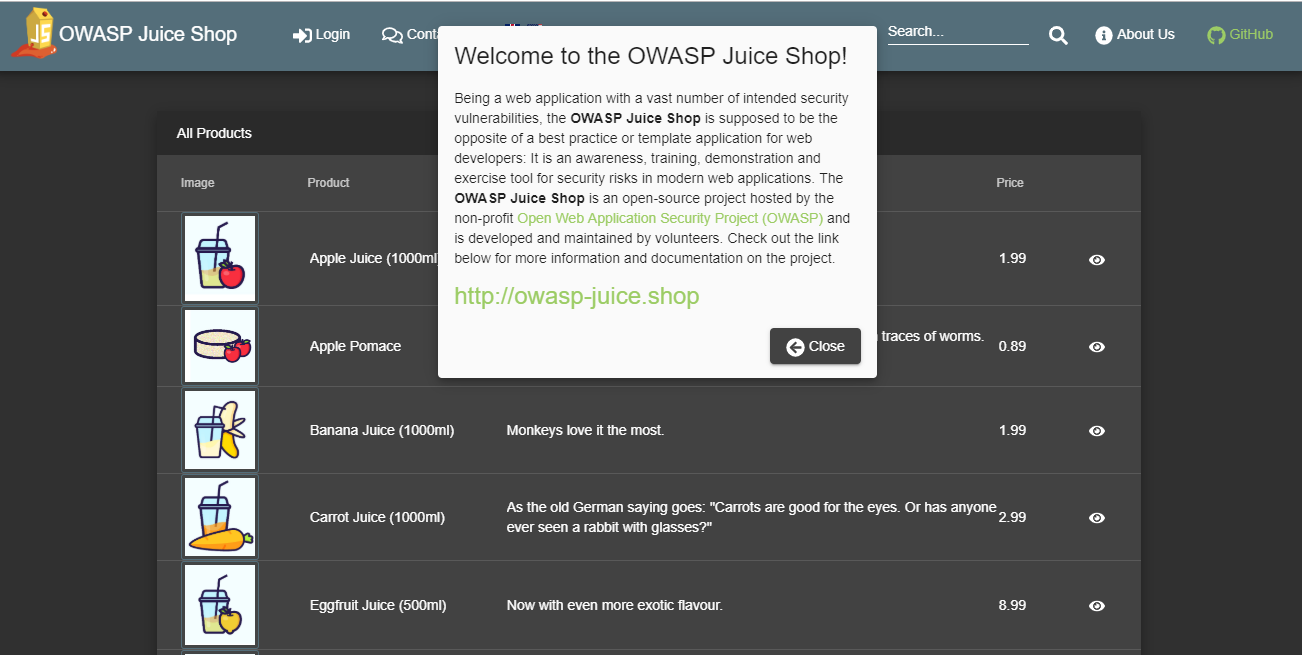 JS
OWASP Juice Shop
Login
Search...
About Us
GitHub
Welcome to the OWASP Juice Shop!
Being a web application with a vast number of intended security
vulnerabilities, the OWASP Juice Shop is supposed to be the
opposite of a best practice or template application for web
developers: It is an awareness, training, demonstration and
exercise tool for security risks in modern web applications. The
OWASP Juice Shop is an open-source project hosted by the
non-profit Open Web Application Security Project (OWASP) and
is developed and maintained by volunteers. Check out the link
below for more information and documentation on the project.
http://owasp-juice.shop
Close
All Products
Image Product Price
Apple Juice (1000ml 1.99
Apple Pomace traces of worms. 0.89
Banana Juice (1000ml) Monkeys love it the most. 1.99
Carrot Juice (1000ml) As the old German saying goes: "Carrots are good for the eyes. Or has anyone
ever seen a rabbit with glasses?" 2.99
Eggfruit Juice (500ml) Now with even more exotic flavour. 8.99